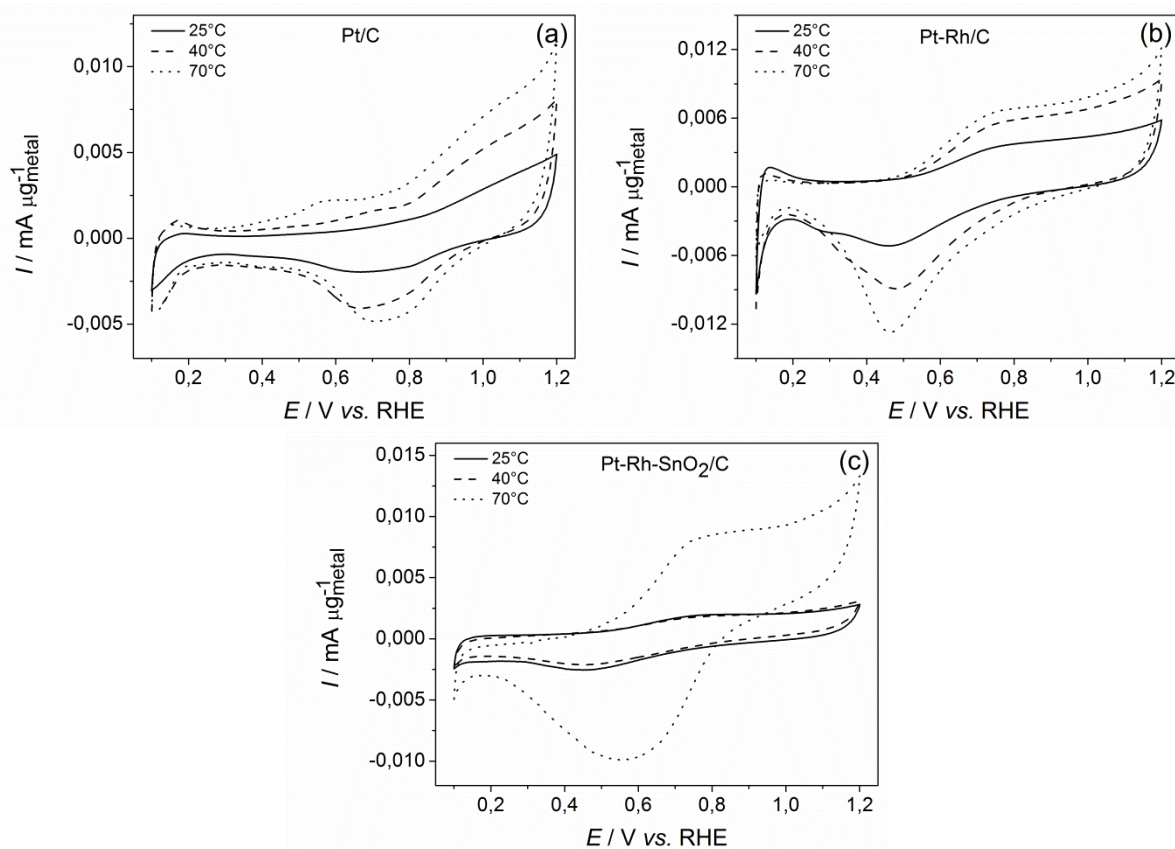 (a)
Pt/C
25°C
40°C
70°C
0,010
0,005
0,000
-0,005
I / mA μg⁻¹metal
0,2 0,4 0,6 0,8 1,0 1,2
E / V vs. RHE
(b)
Pt-Rh/C
25°C
40°C
70°C
0,012
0,006
0,000
-0,006
-0,012
I / mA μg⁻¹metal
0,2 0,4 0,6 0,8 1,0 1,2
E / V vs. RHE
(c)
Pt-Rh-SnO₂/C
25°C
40°C
70°C
0,015
0,010
0,005
0,000
-0,005
-0,010
I / mA μg⁻¹metal
0,2 0,4 0,6 0,8 1,0 1,2
E / V vs. RHE